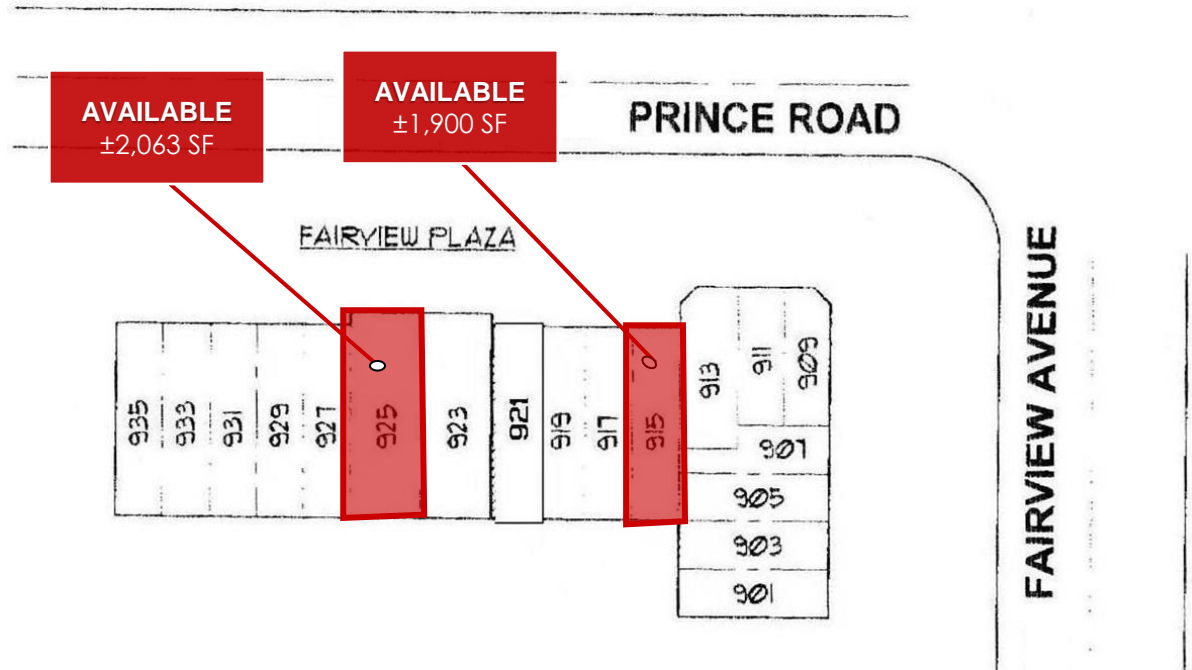 AVAILABLE
±2,063 SF
AVAILABLE
±1,900 SF
PRINCE ROAD
FAIRVIEW PLAZA
FAIRVIEW AVENUE
935
933
931
929
927
925
923
921
919
917
915
913
911
909
907
905
903
901